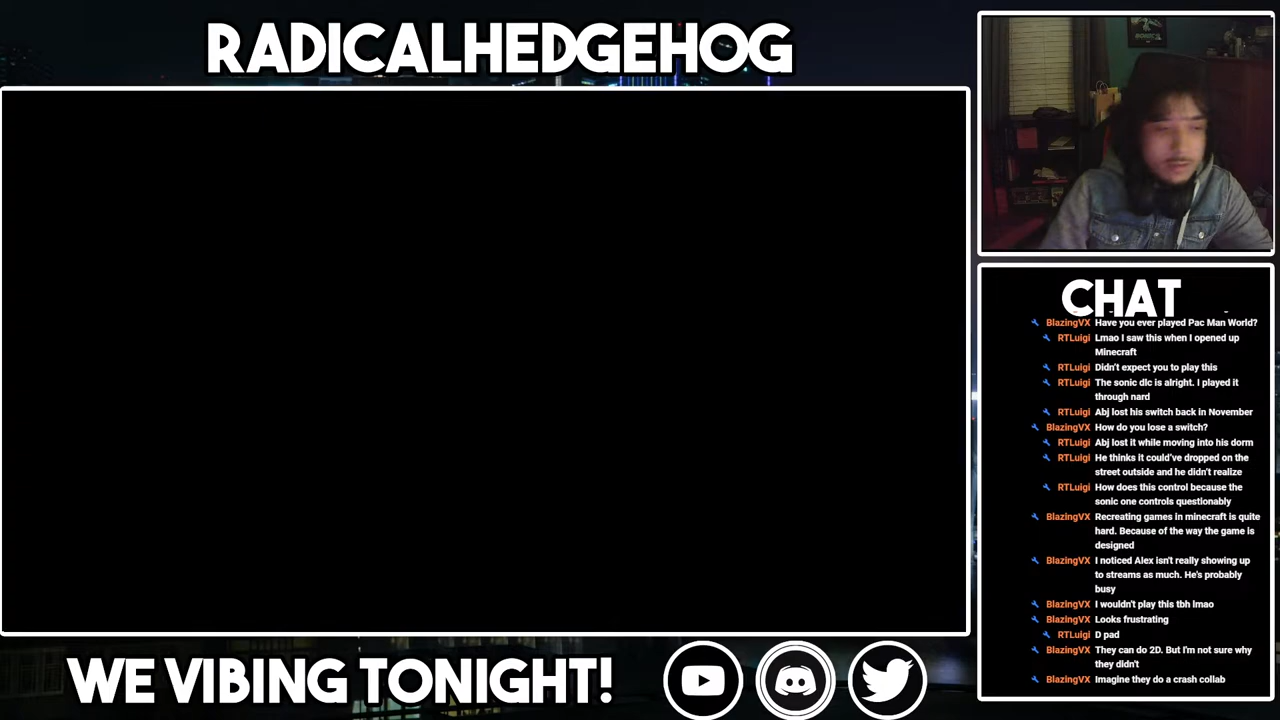 RADICALHEDGEHOG
CHAT
BlazingVX Have you ever played Pac Man World?
RTLuigi Lmao I saw this when I opened up
Minecraft
RTLuigi Didn't expect you to play this
RTLuigi The sonic dlc is alright. I played it
through nard
RTLuigi Abj lost his switch back in November
BlazingVX How do you lose a switch?
RTLuigi Abj lost it while moving into his dorm
RTLuigi He thinks it could've dropped on the
street outside and he didn't realize
RTLuigi How does this control because the
sonic one controls questionably
BlazingVX Recreating games in minecraft is quite
hard. Because of the way the game is
designed
BlazingVX I noticed Alex isn't really showing up
to streams as much. He's probably
busy
BlazingVX I wouldn't play this tbh lmao
BlazingVX Looks frustrating
RTLuigi D pad
BlazingVX They can do 2D. But I'm not sure why
they didn't
BlazingVX Imagine they do a crash collab
WE VIBING TONIGHT!